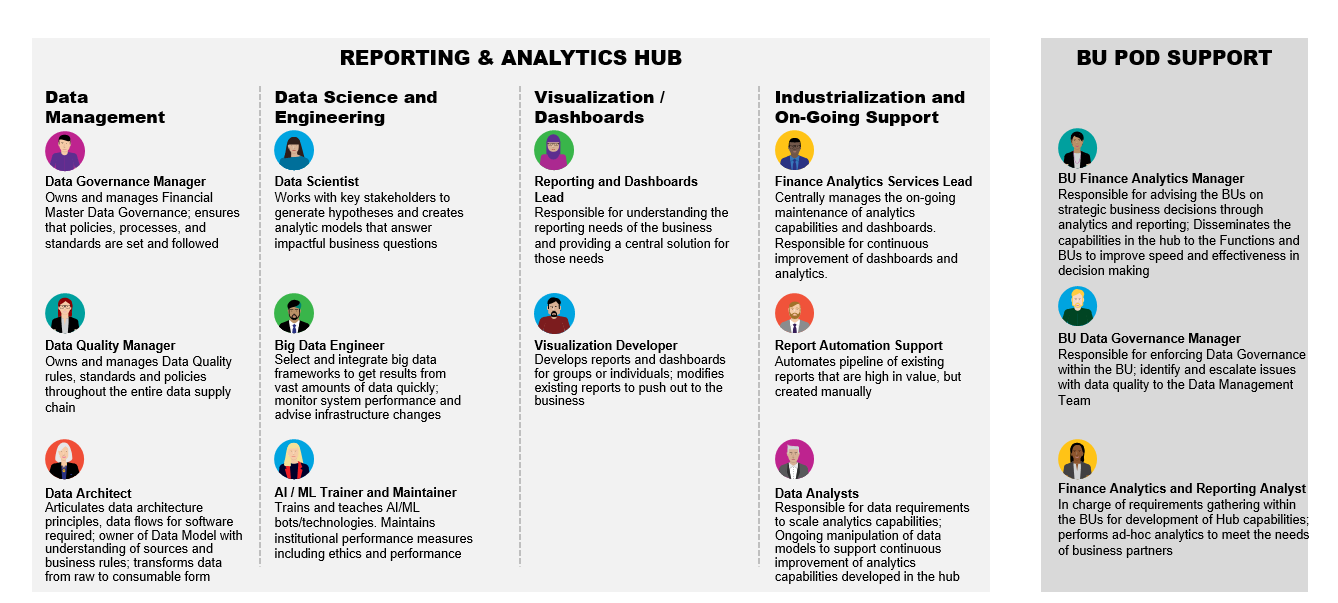 REPORTING & ANALYTICS HUB
Data
Management
Data Governance Manager
Owns and manages Financial
Master Data Governance; ensures
that policies, processes, and
standards are set and followed
Data Quality Manager
Owns and manages Data Quality
rules, standards and policies
throughout the entire data supply
chain
Data Architect
Articulates data architecture
principles, data flows for software
required; owner of Data Model with
understanding of sources and
business rules; transforms data
from raw to consumable form
Data Science and
Engineering
Data Scientist
Works with key stakeholders to
generate hypotheses and creates
analytic models that answer
impactful business questions
Big Data Engineer
Select and integrate big data
frameworks to get results from
vast amounts of data quickly;
monitor system performance and
advise infrastructure changes
AI / ML Trainer and Maintainer
Trains and teaches AI/ML
bots/technologies. Maintains
institutional performance measures
including ethics and performance
Visualization /
Dashboards
Reporting and Dashboards
Lead
Responsible for understanding the
reporting needs of the business
and providing a central solution for
those needs
Visualization Developer
Develops reports and dashboards
for groups or individuals; modifies
existing reports to push out to the
business
Industrialization and
On-Going Support
Finance Analytics Services Lead
Centrally manages the on-going
maintenance of analytics
capabilities and dashboards.
Responsible for continuous
improvement of dashboards and
analytics.
Report Automation Support
Automates pipeline of existing
reports that are high in value, but
created manually
Data Analysts
Responsible for data requirements
to scale analytics capabilities;
Ongoing manipulation of data
models to support continuous
improvement of analytics
capabilities developed in the hub
BU POD SUPPORT
BU Finance Analytics Manager
Responsible for advising the BUs on
strategic business decisions through
analytics and reporting; Disseminates the
capabilities in the hub to the Functions and
BUs to improve speed and effectiveness in
decision making
BU Data Governance Manager
Responsible for enforcing Data Governance
within the BU; identify and escalate issues
with data quality to the Data Management
Team
Finance Analytics and Reporting Analyst
In charge of requirements gathering within
the BUs for development of Hub capabilities;
performs ad-hoc analytics to meet the needs
of business partners